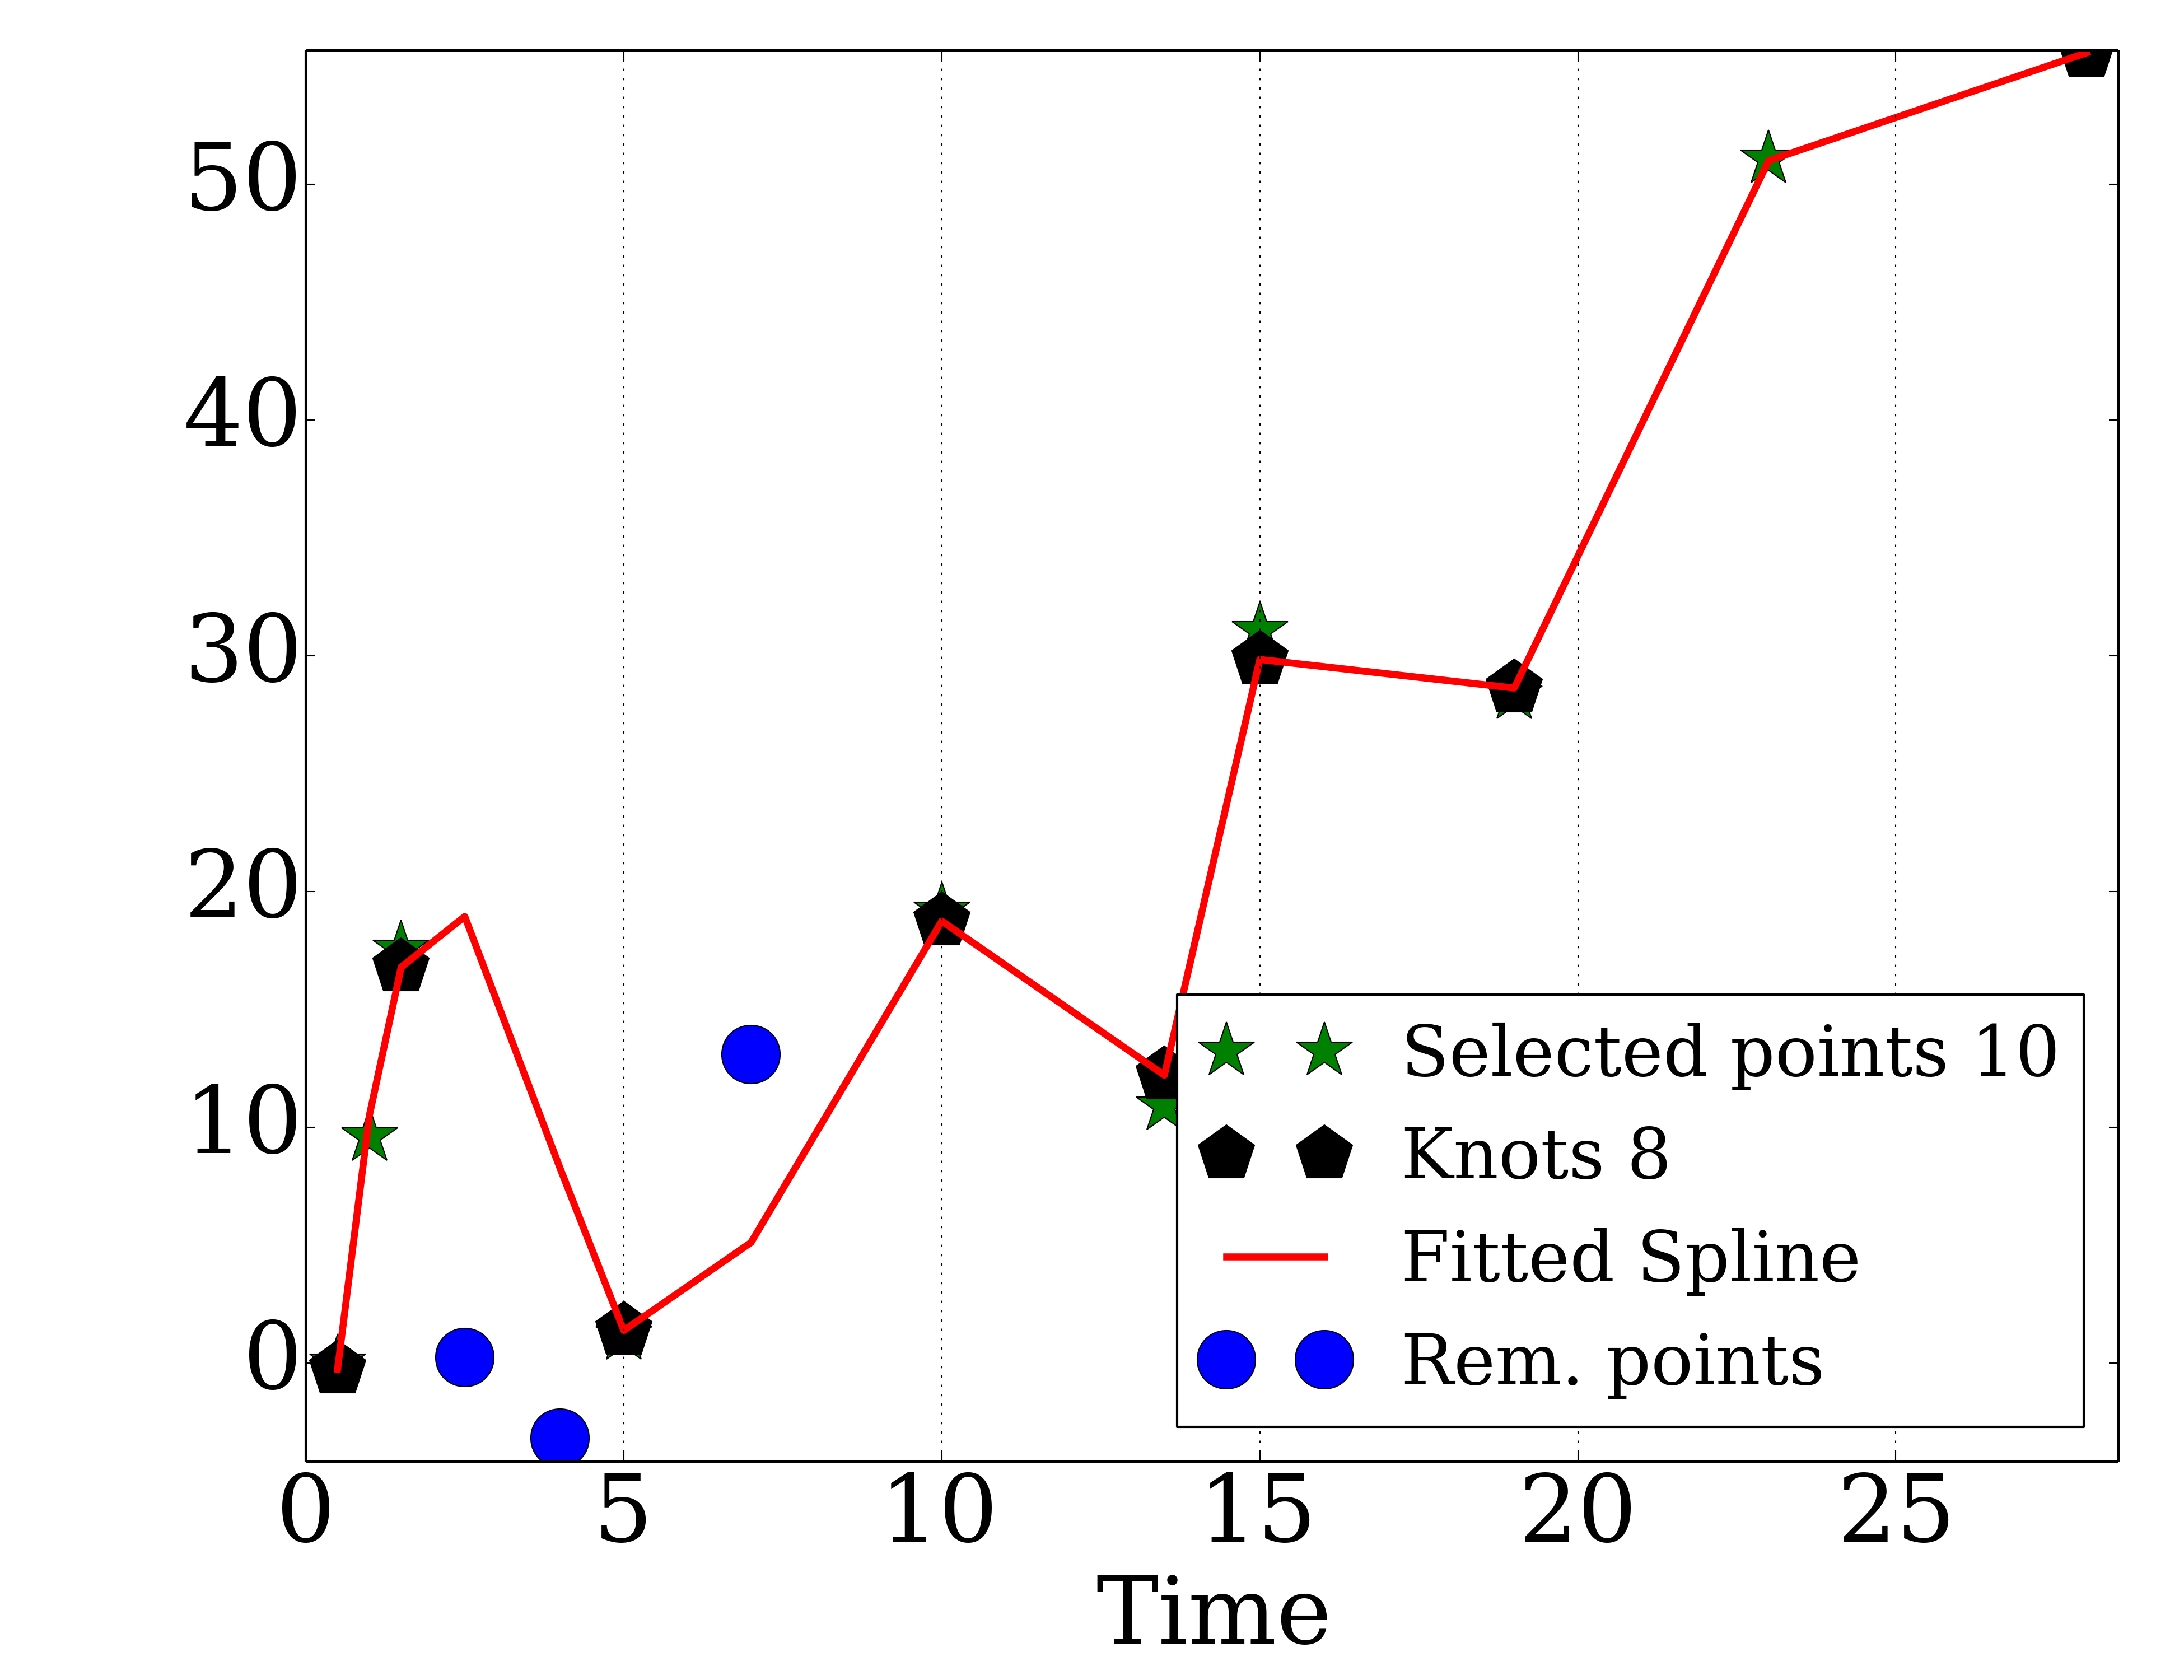 50
40
30
20
10
0
Selected points 10
Knots 8
Fitted Spline
Rem. points
0 5 10 15 20 25
Time